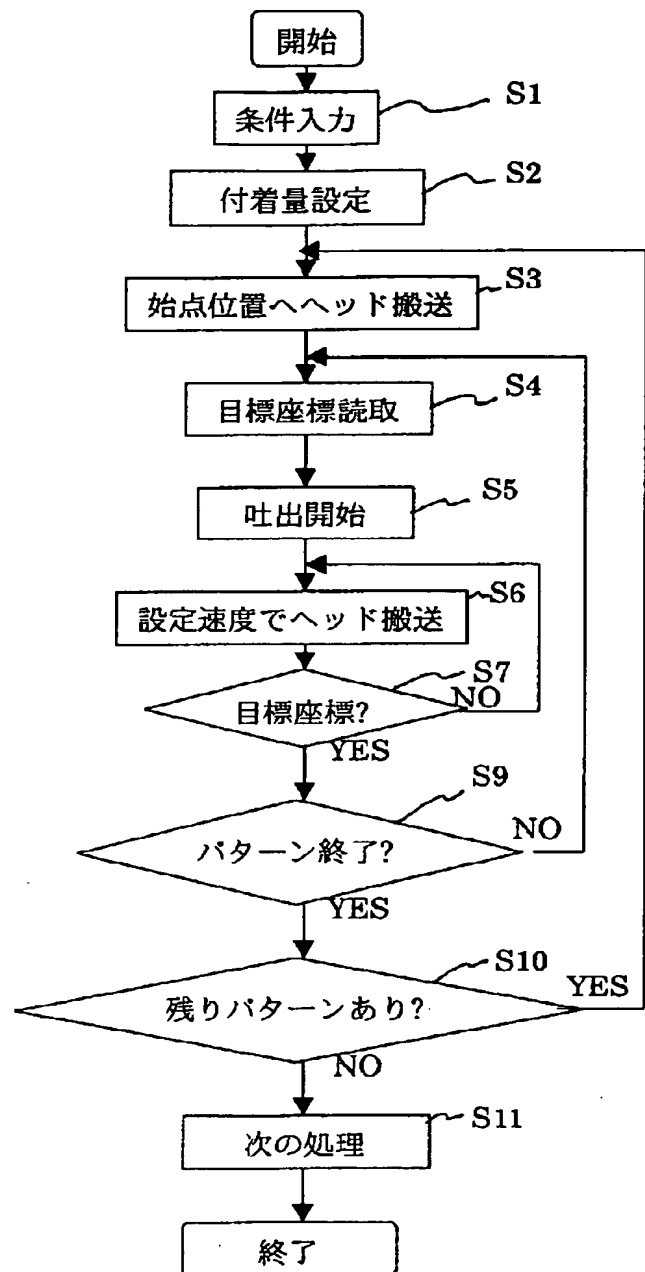 開始
条件入力
S1
付着量設定
S2
始点位置へヘッド搬送
S3
目標座標読取
S4
吐出開始
S5
設定速度でヘッド搬送
S6
目標座標?
S7
NO
YES
パターン終了?
S9
NO
YES
残りパターンあり?
S10
YES
NO
次の処理
S11
終了